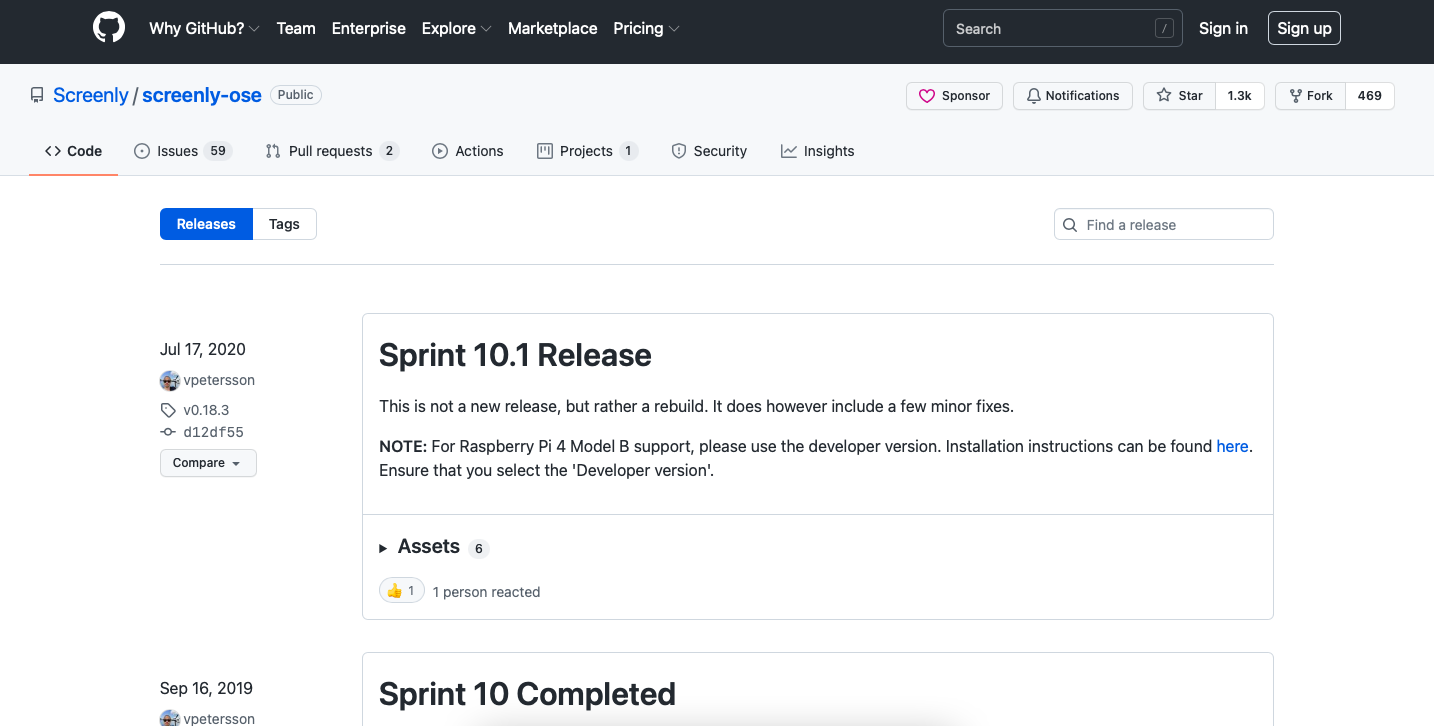 Why GitHub? Team Enterprise Explore Marketplace Pricing Search / Sign in Sign up
Screenly / screenly-ose Public Sponsor Notifications Star 1.3k Fork 469
Code Issues 59 Pull requests 2 Actions Projects 1 Security Insights
Releases Tags Find a release
Jul 17, 2020
vpetersson
v0.18.3
d12df55
Compare
Sprint 10.1 Release
This is not a new release, but rather a rebuild. It does however include a few minor fixes.
NOTE: For Raspberry Pi 4 Model B support, please use the developer version. Installation instructions can be found here.
Ensure that you select the 'Developer version'.
Assets 6
👍 1 1 person reacted
Sep 16, 2019
vpetersson
Sprint 10 Completed